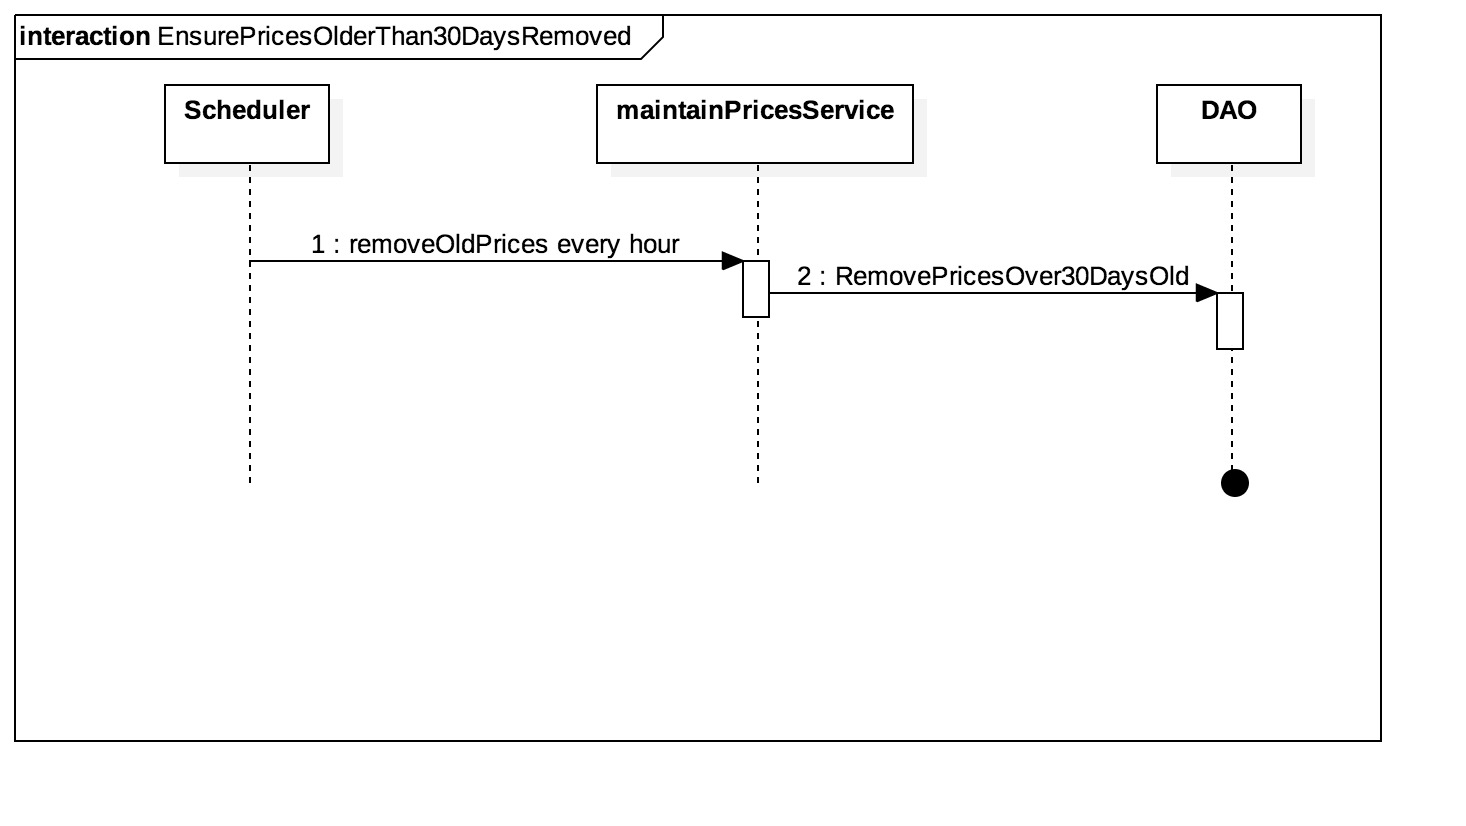 interaction EnsurePricesOlderThan30DaysRemoved
Scheduler
maintainPricesService
DAO
1 : removeOldPrices every hour
2 : RemovePricesOver30DaysOld